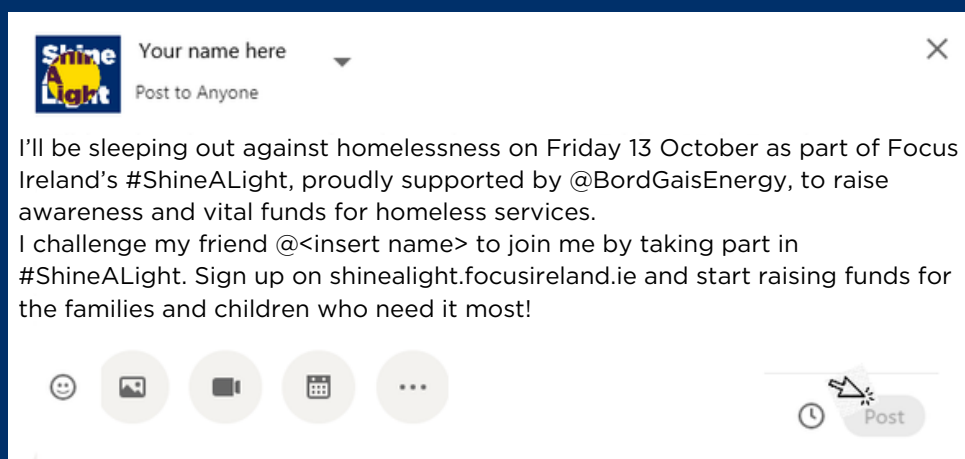 Shine
A
Light
Your name here
Post to Anyone
I’ll be sleeping out against homelessness on Friday 13 October as part of Focus
Ireland’s #ShineALight, proudly supported by @BordGaisEnergy, to raise
awareness and vital funds for homeless services.
I challenge my friend @<insert name> to join me by taking part in
#ShineALight. Sign up on shinealight.focusireland.ie and start raising funds for
the families and children who need it most!
Post